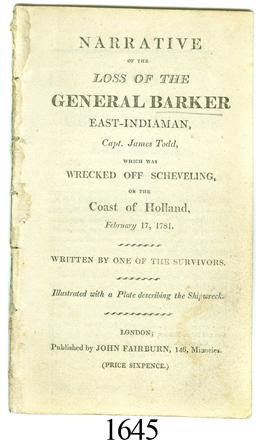 NARRATIVE
OF THE
LOSS OF THE
GENERAL BARKER
EAST-INDIAMAN,
Capt. James Todd,
WHICH WAS
WRECKED OFF SCHEVELING,
ON THE
Coast of Holland,
February 17, 1781.
WRITTEN BY ONE OF THE SURVIVORS.
Illustrated with a Plate describing the Shipwreck.
LONDON;
Published by JOHN FAIRBURN, 146, Minories.
(PRICE SIXPENCE.)
1645